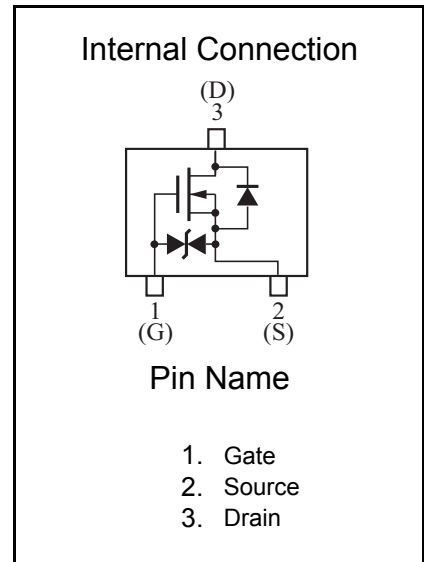 Internal Connection
(D)
3
1 2
(G) (S)
Pin Name
1. Gate
2. Source
3. Drain